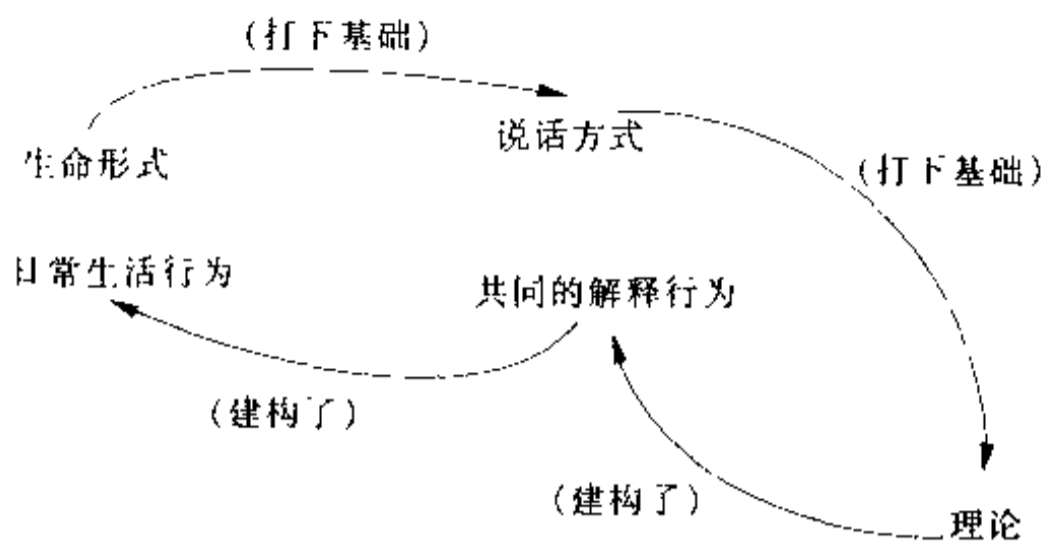 (打下基础)
说话方式
生命形式
(打下基础)
日常生活行为
共同的解释行为
(建构了)
(建构了)
理论